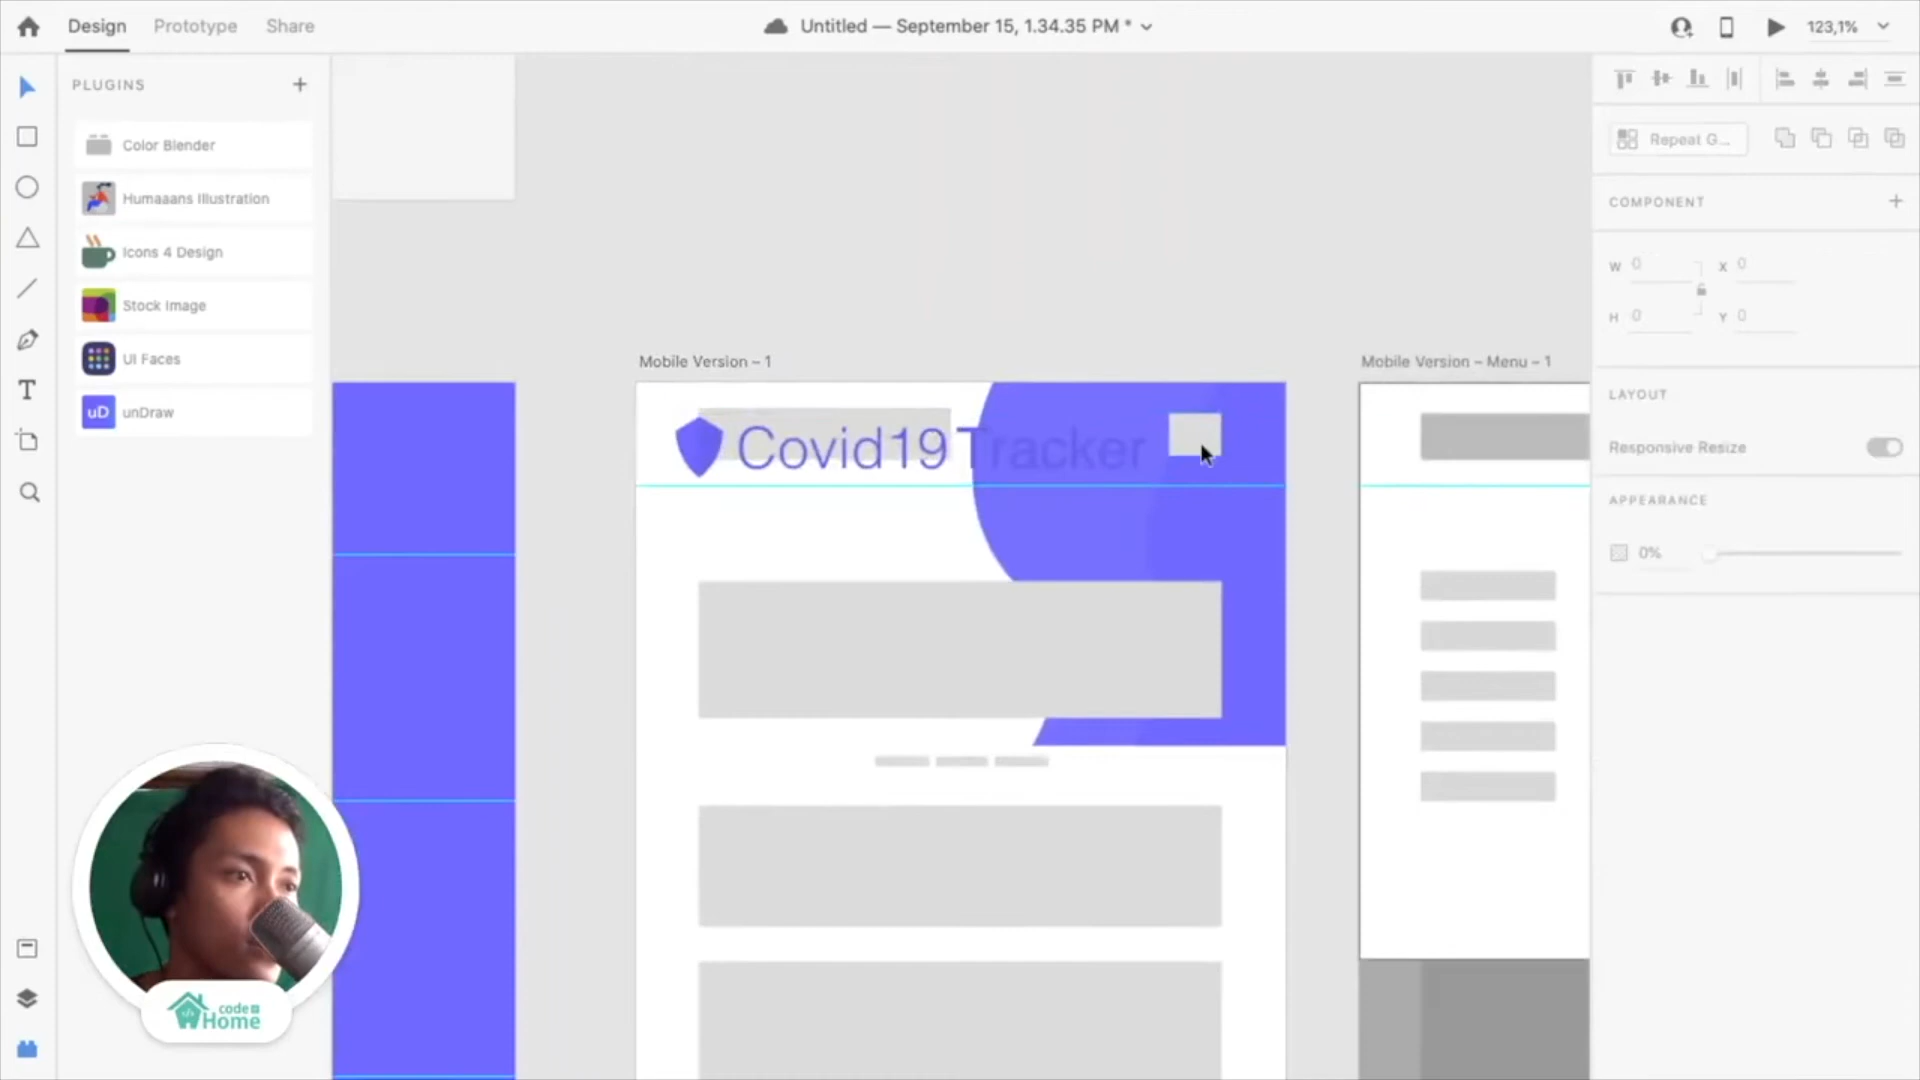 Design
Prototype
Share
Untitled — September 15, 1.34.35 PM *
123,1%
PLUGINS
Color Blender
Humaaans Illustration
Icons 4 Design
Stock Image
UI Faces
uD unDraw
T
Mobile Version – 1
Covid19 Tracker
Mobile Version – Menu – 1
Repeat G...
COMPONENT
W 0 X 0
H 0 Y 0
LAYOUT
Responsive Resize
APPEARANCE
0%
code
Home